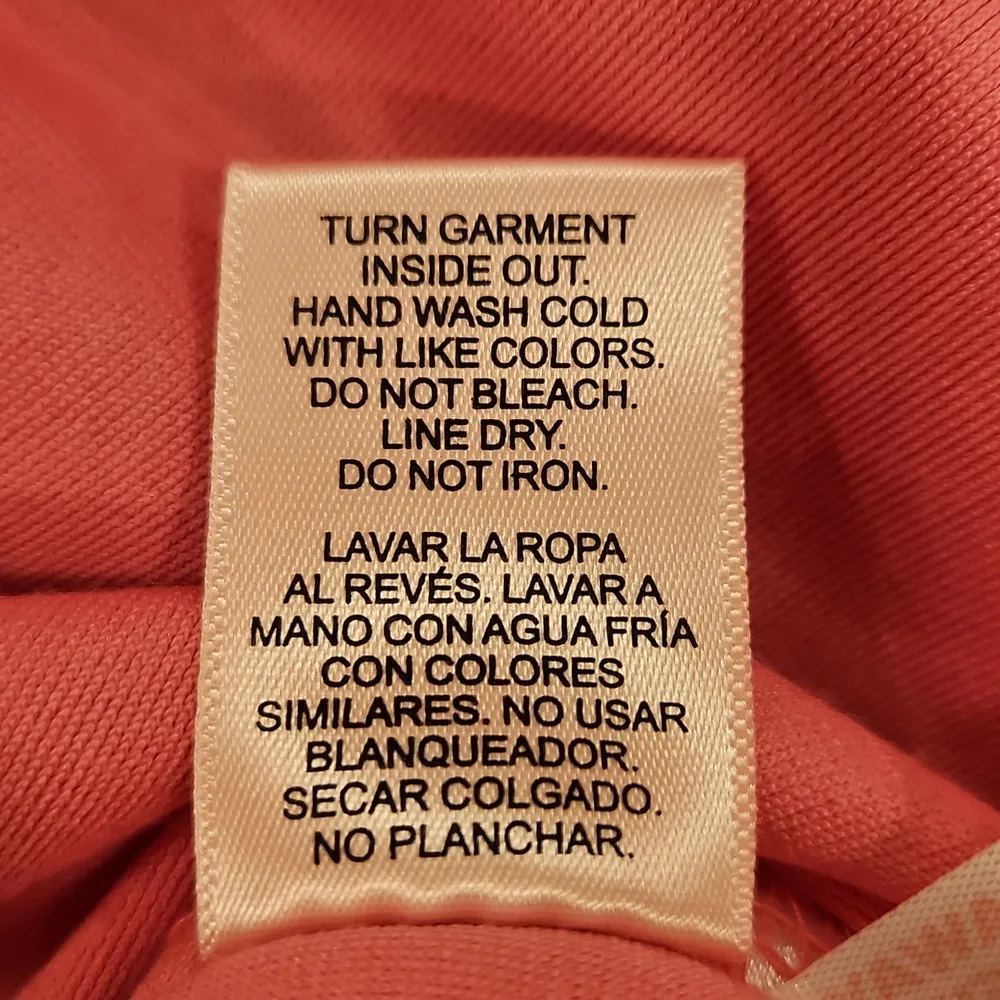 TURN GARMENT
INSIDE OUT.
HAND WASH COLD
WITH LIKE COLORS.
DO NOT BLEACH.
LINE DRY.
DO NOT IRON.
LAVAR LA ROPA
AL REVÉS. LAVAR A
MANO CON AGUA FRÍA
CON COLORES
SIMILARES. NO USAR
BLANQUEADOR.
SECAR COLGADO.
NO PLANCHAR.